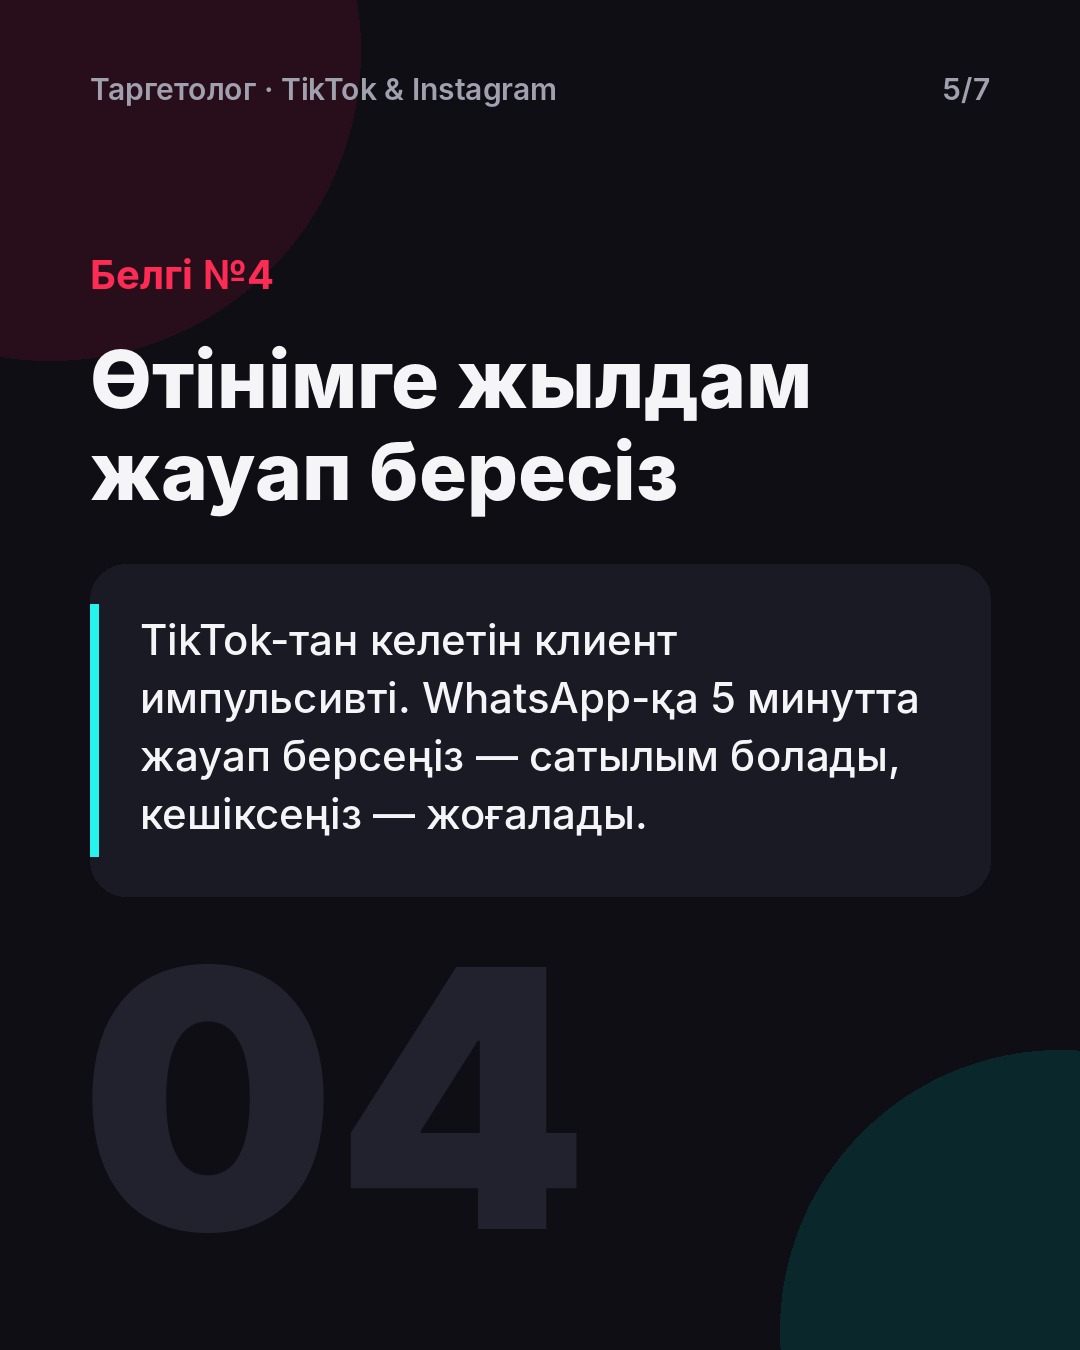 Таргетолог · TikTok & Instagram
5/7
Белгі №4
Өтінімге жылдам
жауап бересіз
TikTok-тан келетін клиент
импульсивті. WhatsApp-қа 5 минутта
жауап берсеңіз — сатылым болады,
кешіксеңіз — жоғалады.
04